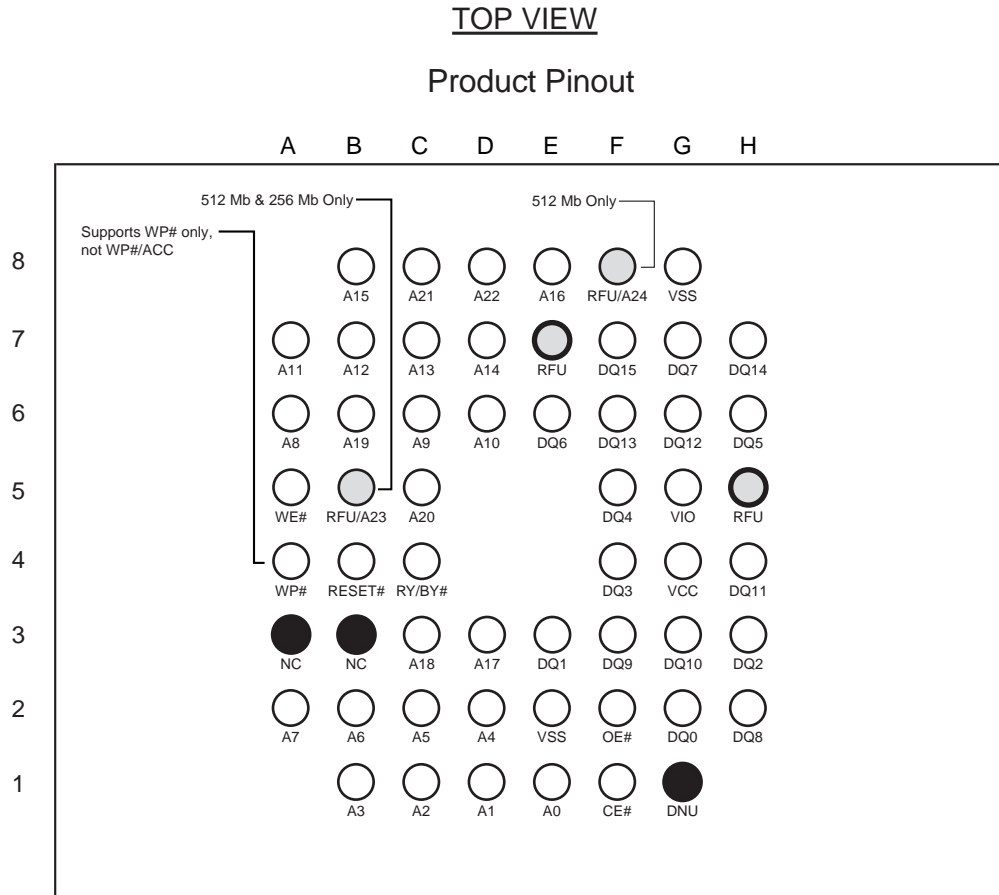 TOP VIEW
Product Pinout
A B C D E F G H
512 Mb & 256 Mb Only
512 Mb Only
Supports WP# only,
not WP#/ACC
8
A15 A21 A22 A16 RFU/A24 VSS
7
A11 A12 A13 A14 RFU DQ15 DQ7 DQ14
6
A8 A19 A9 A10 DQ6 DQ13 DQ12 DQ5
5
WE# RFU/A23 A20 DQ4 VIO RFU
4
WP# RESET# RY/BY# DQ3 VCC DQ11
3
NC NC A18 A17 DQ1 DQ9 DQ10 DQ2
2
A7 A6 A5 A4 VSS OE# DQ0 DQ8
1
A3 A2 A1 A0 CE# DNU